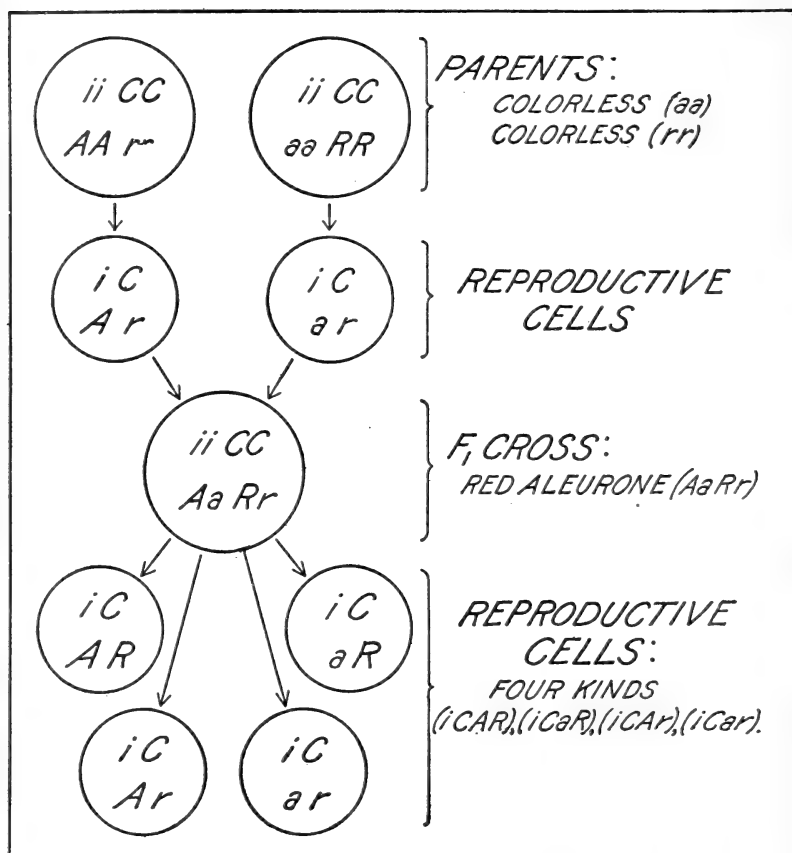 ii CC
AA rr
ii CC
aa RR
PARENTS:
COLORLESS (aa)
COLORLESS (rr)
i C
A r
i C
a r
REPRODUCTIVE
CELLS
ii CC
Aa Rr
F, CROSS:
RED ALEURONE (AaRr)
i C
A R
i C
a R
i C
A r
i C
a r
REPRODUCTIVE
CELLS:
FOUR KINDS
(iCAR),(iCaR),(iCAr),(iCar).